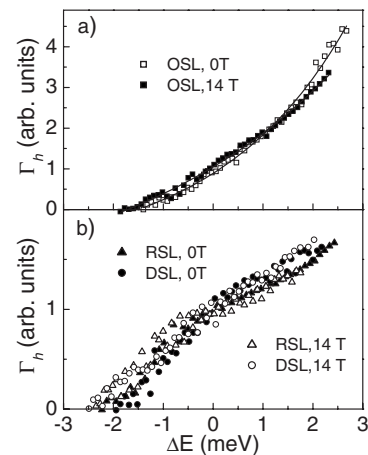 a)
□ OSL, 0T
■ OSL,14 T
Γh (arb. units)
4
3
2
1
0
b)
▲ RSL, 0T
● DSL, 0T
△ RSL,14 T
○ DSL,14 T
Γh (arb. units)
1
0
-3 -2 -1 0 1 2 3
ΔE (meV)